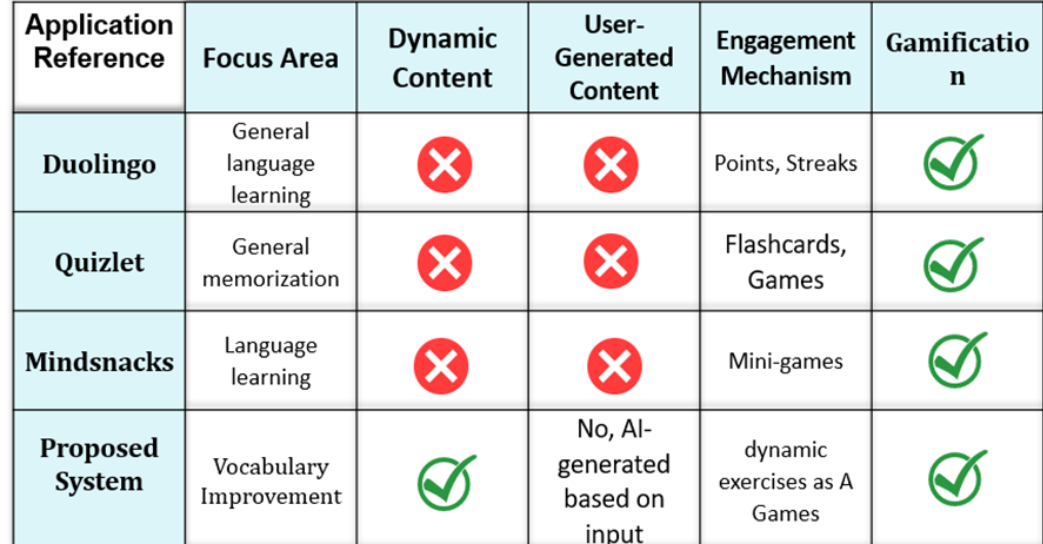 Application
Reference
Focus Area
Dynamic
Content
User-
Generated
Content
Engagement
Mechanism
Gamificatio
n
Duolingo
General
language
learning
Points, Streaks
Quizlet
General
memorization
Flashcards,
Games
Mindsnacks
Language
learning
Mini-games
Proposed
System
Vocabulary
Improvement
No, AI-
generated
based on
input
dynamic
exercises as A
Games